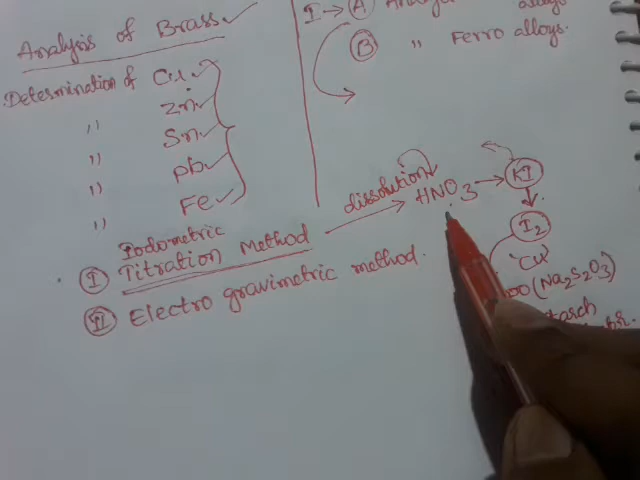 Analysis of Brass
Determination of Cu
" Zn
" Sn
" Pb
" Fe
I → A
alloys
B " Ferro alloys.
Iodometric
I Titration Method
dissolution
HNO3 → KI
I2
"Cu"
(Na2S2O3)
II Electro gravimetric method.